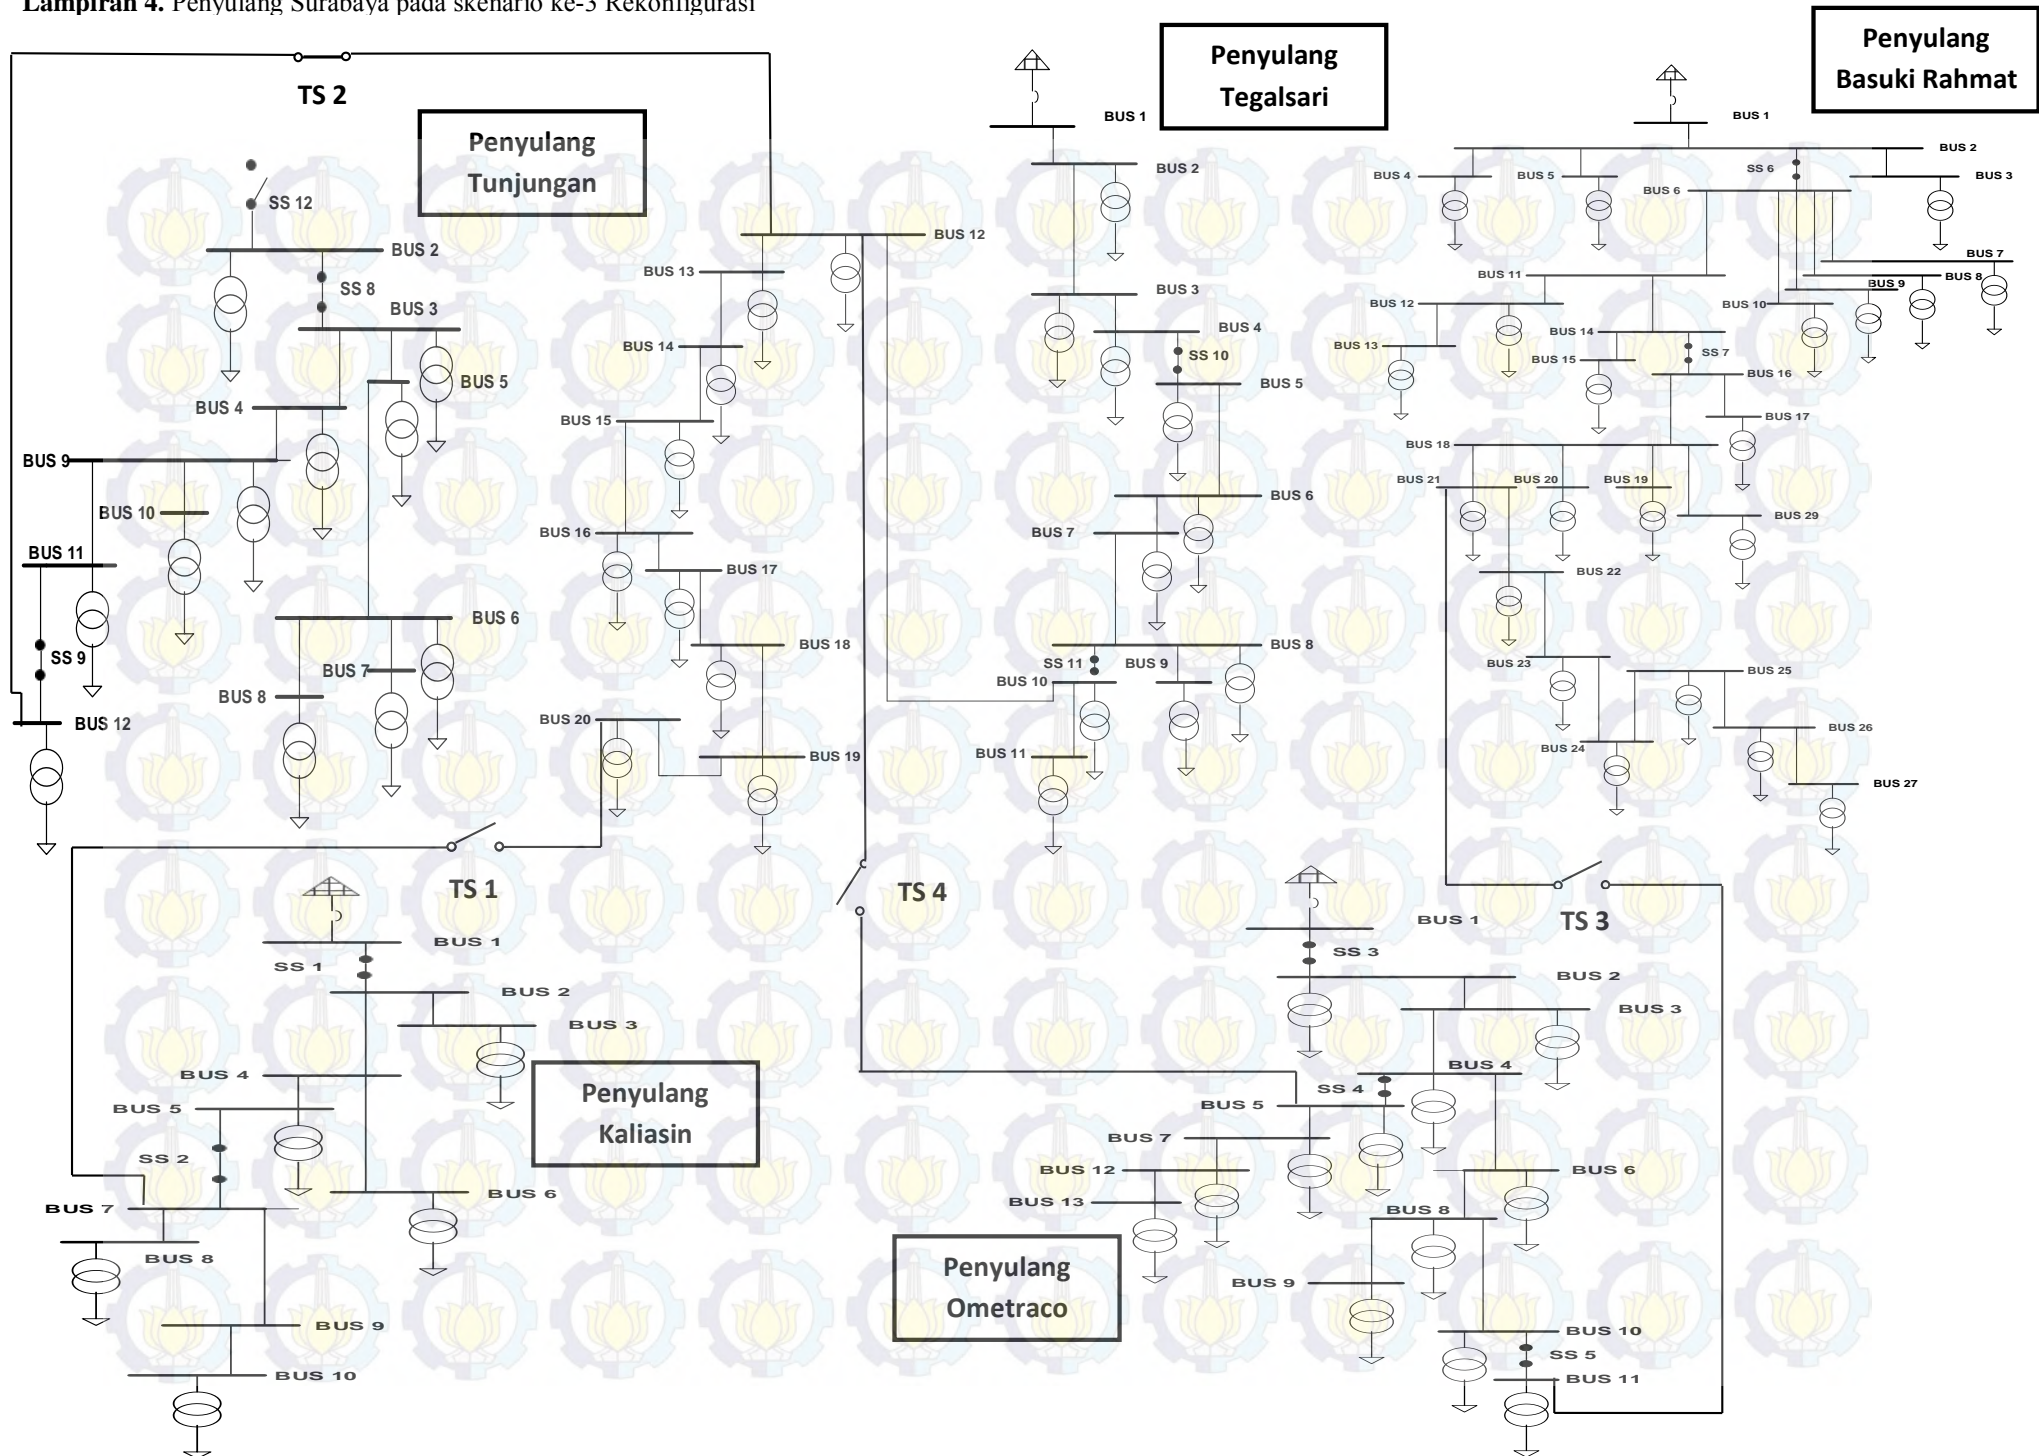 Lampiran 4. Penyulang Surabaya pada skenario ke-3 Rekonfigurasi
TS 2
Penyulang
Tunjungan
SS 12
BUS 2
SS 8
BUS 3
BUS 5
BUS 4
BUS 9
BUS 10
BUS 11
BUS 6
SS 9
BUS 7
BUS 8
BUS 12
Penyulang
Tegalsari
BUS 1
BUS 2
BUS 12
BUS 13
BUS 3
BUS 14
BUS 4
SS 10
BUS 5
BUS 15
BUS 6
BUS 16
BUS 7
BUS 17
BUS 18
BUS 8
SS 11
BUS 9
BUS 10
BUS 20
BUS 19
BUS 11
Penyulang
Basuki Rahmat
BUS 1
BUS 2
SS 6
BUS 4
BUS 5
BUS 3
BUS 6
BUS 7
BUS 11
BUS 8
BUS 9
BUS 12
BUS 10
BUS 14
BUS 13
SS 7
BUS 15
BUS 16
BUS 17
BUS 18
BUS 21
BUS 20
BUS 19
BUS 29
BUS 22
BUS 23
BUS 25
BUS 26
BUS 24
BUS 27
TS 1
TS 4
TS 3
BUS 1
SS 1
BUS 2
BUS 3
BUS 4
Penyulang
Kaliasin
BUS 5
SS 2
BUS 6
BUS 7
BUS 8
BUS 9
BUS 10
BUS 1
SS 3
BUS 2
BUS 3
BUS 4
SS 4
BUS 5
BUS 7
BUS 12
BUS 6
BUS 13
BUS 8
Penyulang
Ometraco
BUS 9
BUS 10
SS 5
BUS 11